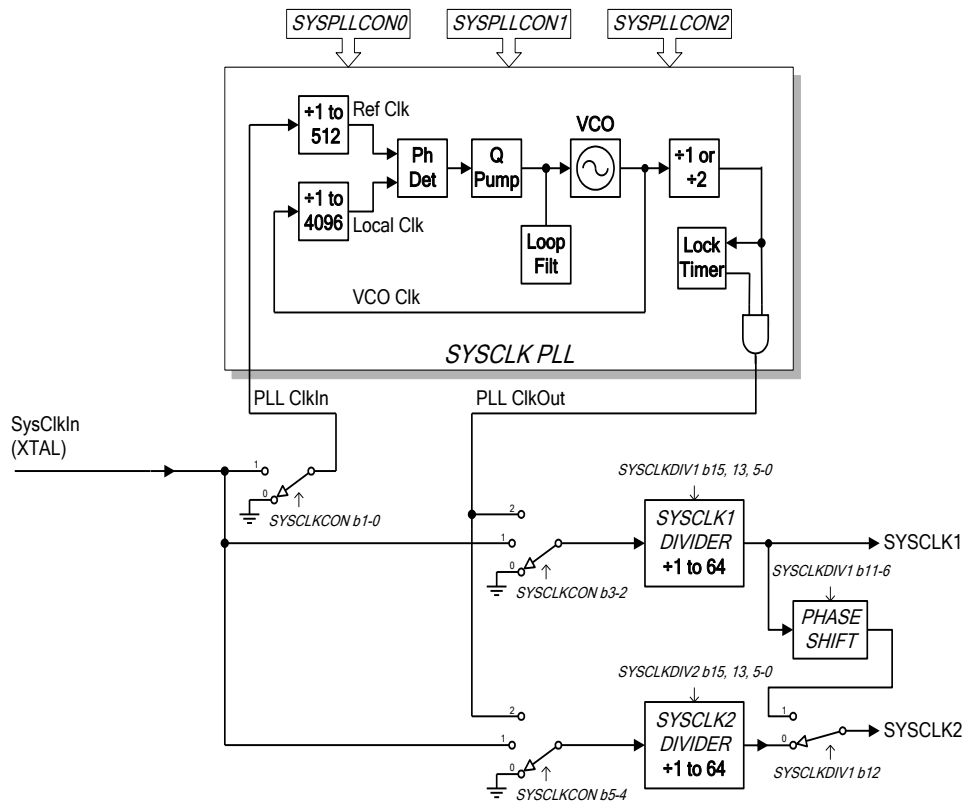 SYSPLLCON0
SYSPLLCON1
SYSPLLCON2
÷1 to
512
Ref Clk
÷1 to
4096
Local Clk
Ph
Det
Q
Pump
VCO
÷1 or
÷2
Loop
Filt
Lock
Timer
VCO Clk
SYSCLK PLL
PLL ClkIn
PLL ClkOut
SysClkIn
(XTAL)
1
0
SYSCLKCON b1-0
SYSCLKDIV1 b15, 13, 5-0
2
1
0
SYSCLKCON b3-2
SYSCLK1
DIVIDER
÷1 to 64
SYSCLK1
SYSCLKDIV1 b11-6
PHASE
SHIFT
SYSCLKDIV2 b15, 13, 5-0
2
1
0
SYSCLKCON b5-4
SYSCLK2
DIVIDER
÷1 to 64
1
0
SYSCLK2
SYSCLKDIV1 b12